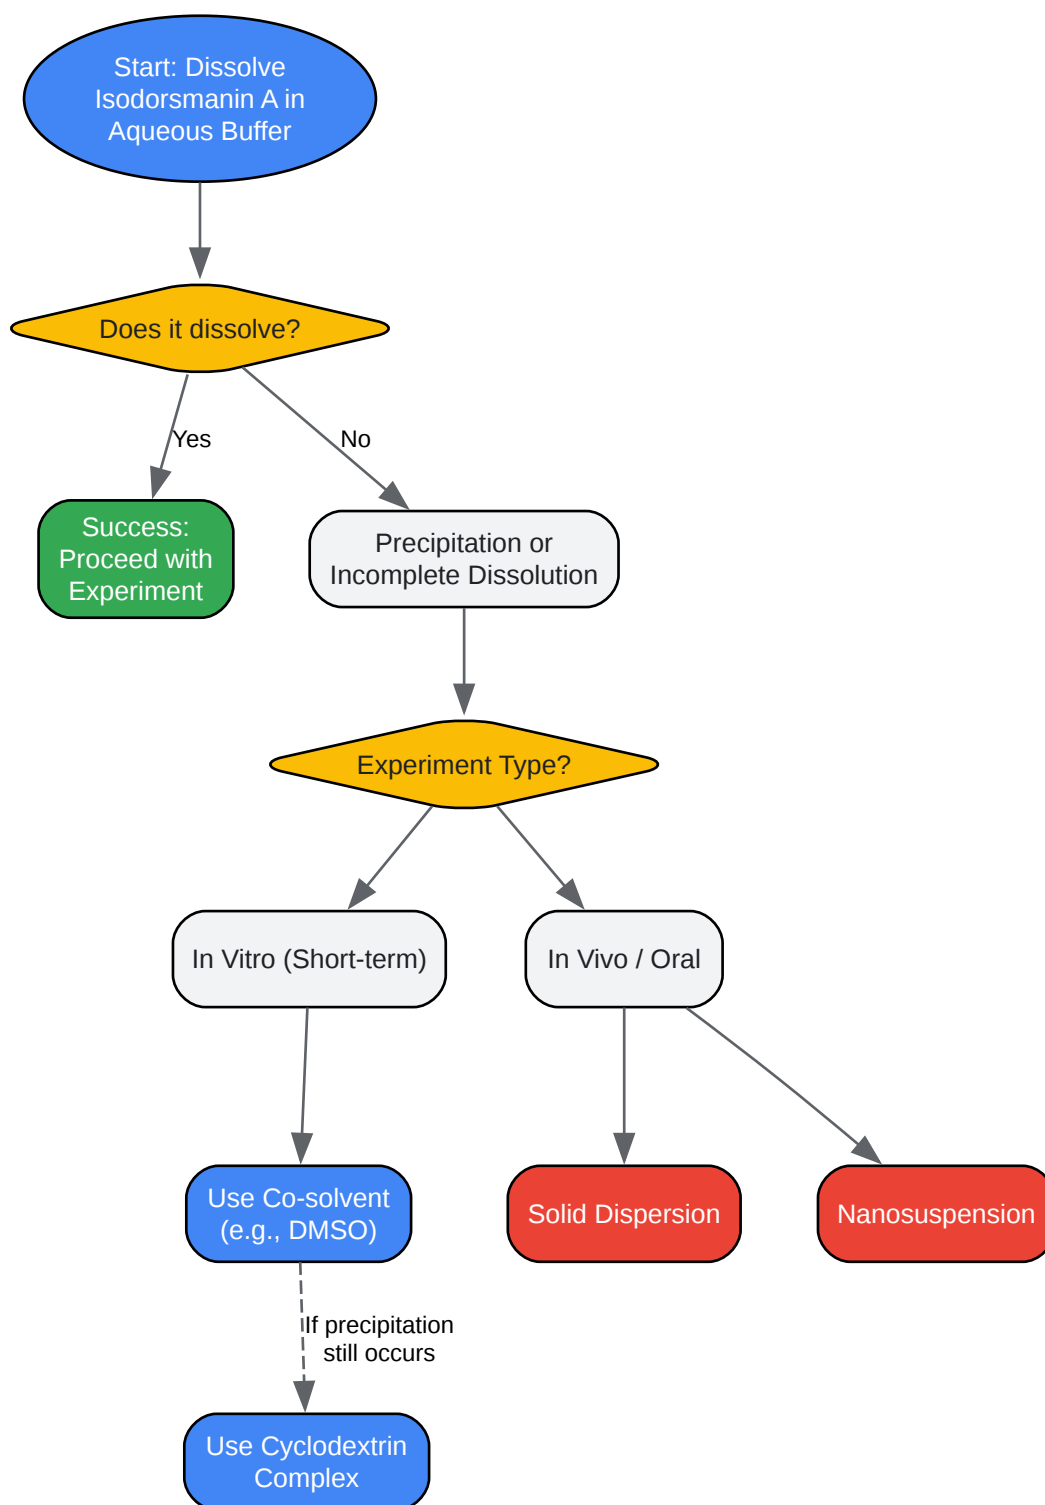 Start: Dissolve
Isodorsmanin A in
Aqueous Buffer
Does it dissolve?
Yes
No
Success:
Proceed with
Experiment
Precipitation or
Incomplete Dissolution
Experiment Type?
In Vitro (Short-term)
In Vivo / Oral
Use Co-solvent
(e.g., DMSO)
Solid Dispersion
Nanosuspension
If precipitation
still occurs
Use Cyclodextrin
Complex